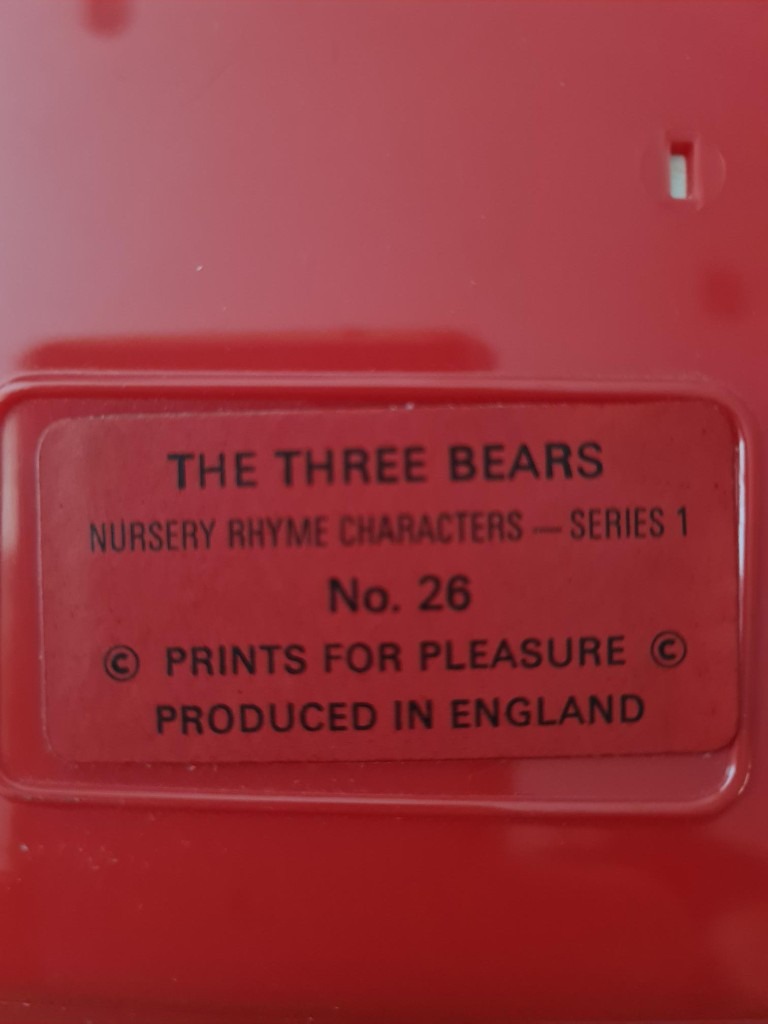 THE THREE BEARS
NURSERY RHYME CHARACTERS — SERIES 1
No. 26
© PRINTS FOR PLEASURE ©
PRODUCED IN ENGLAND